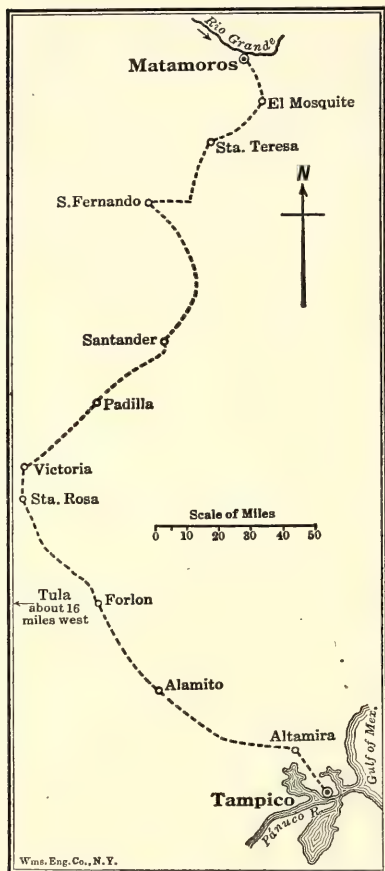 Rio Grande
Matamoros
El Mosquite
Sta. Teresa
S. Fernando
N
Santander
Padilla
Victoria
Sta. Rosa
Scale of Miles
0 10 20 30 40 50
Tula
about 16
miles west
Forlon
Alamito
Altamira
Gulf of Mex.
Tampico
Pánuco R.
Wms. Eng. Co., N.Y.